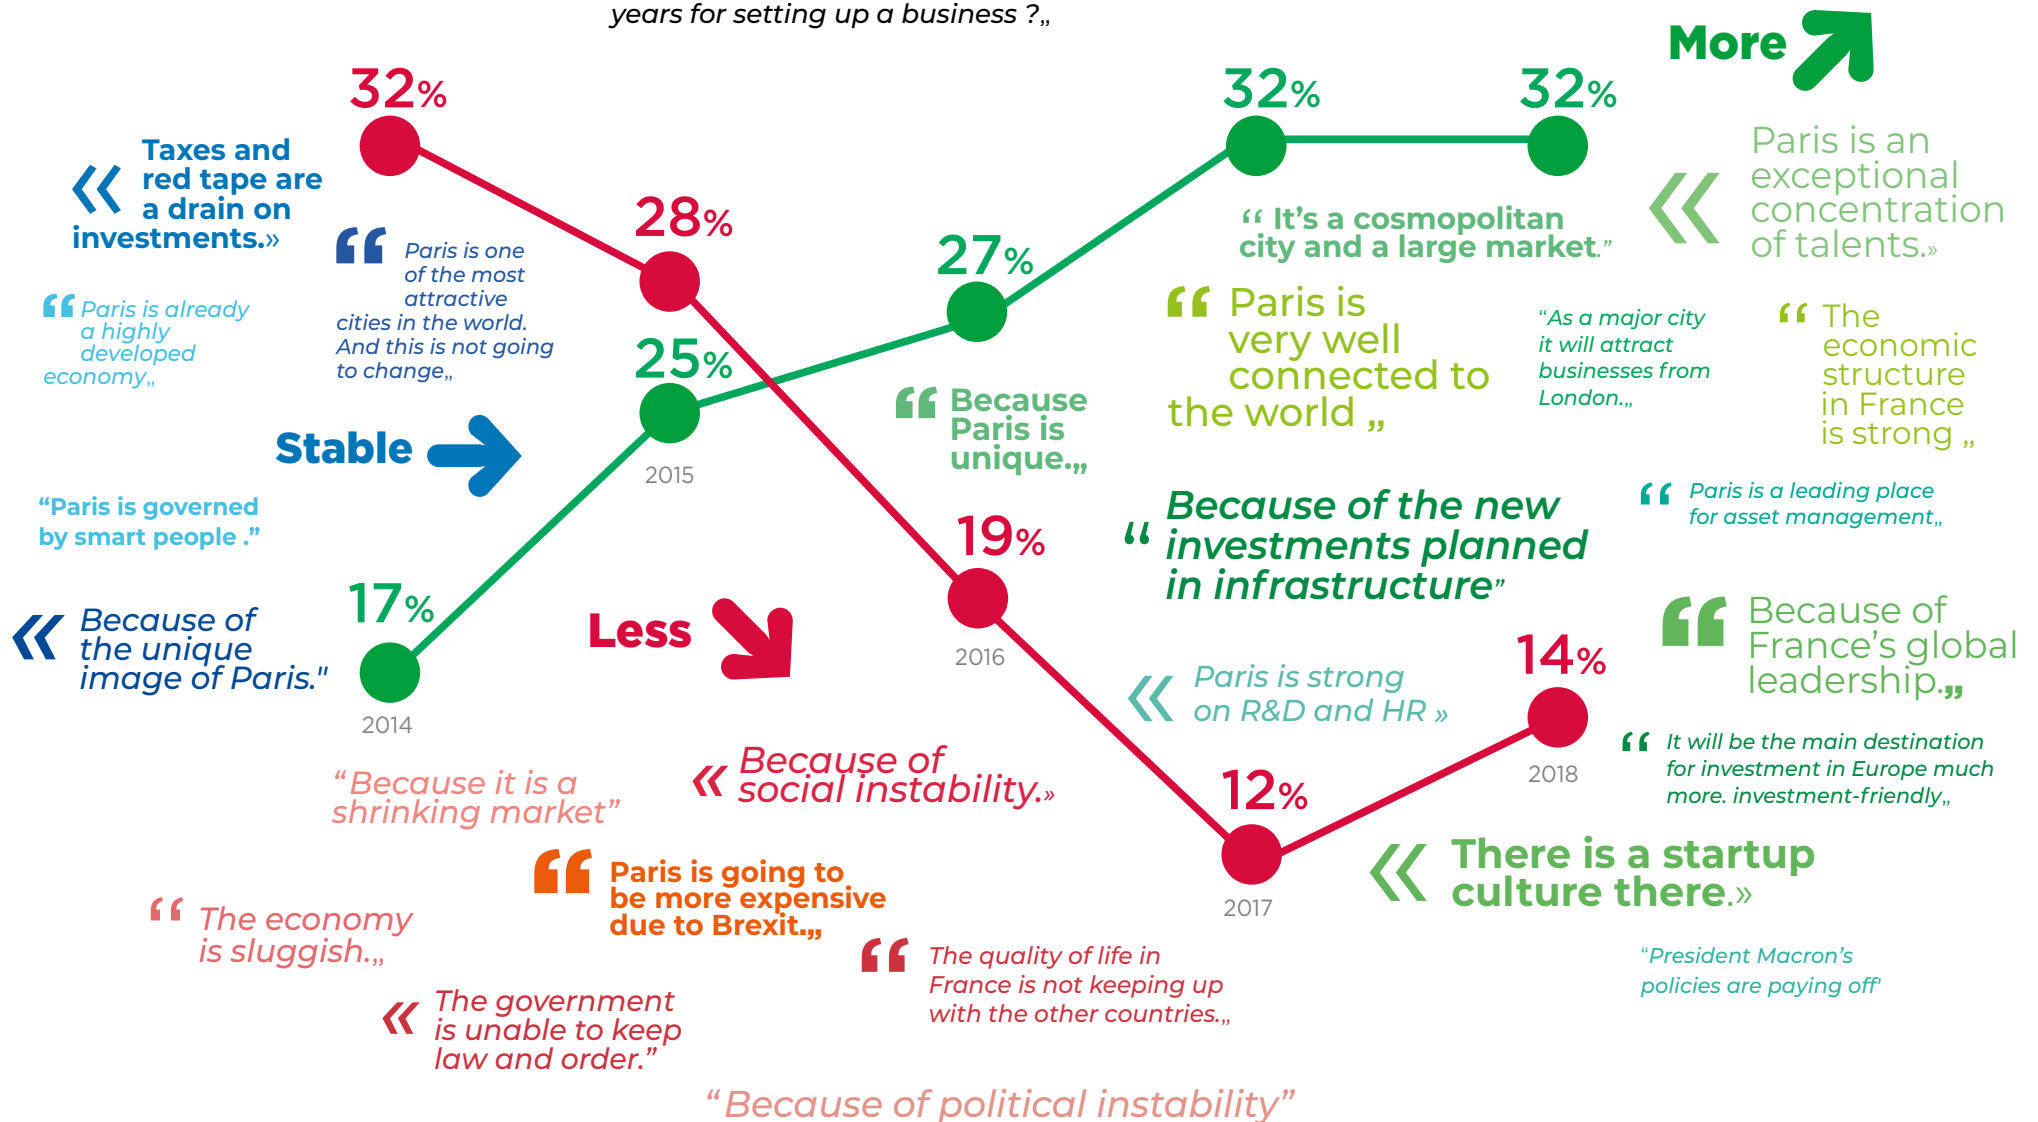 years for setting up a business ?„
More
32%
32%
32%
Taxes and
« red tape are
a drain on
investments.»
“ Paris is one
of the most
attractive
cities in the world.
And this is not going
to change„
28%
27%
“ It’s a cosmopolitan
city and a large market.”
« Paris is an
exceptional
concentration
of talents.»
“ Paris is already
a highly
developed
economy„
25%
“ Paris is
very well
connected to
the world „
“As a major city
it will attract
businesses from
London.„
“ The
economic
structure
in France
is strong „
Stable
2015
“ Because
Paris is
unique.„
“Paris is governed
by smart people .”
19%
2016
“ Because of the new
investments planned
in infrastructure”
“ Paris is a leading place
for asset management„
« Because of
the unique
image of Paris."
17%
2014
Less
« Paris is strong
on R&D and HR »
14%
2018
“ Because of
France’s global
leadership.„
“Because it is a
shrinking market”
« Because of
social instability.»
12%
2017
“ It will be the main destination
for investment in Europe much
more. investment-friendly„
“ Paris is going to
be more expensive
due to Brexit.„
« There is a startup
culture there.»
“ The economy
is sluggish.„
“ The quality of life in
France is not keeping up
with the other countries.„
“President Macron’s
policies are paying off'
« The government
is unable to keep
law and order.”
“Because of political instability”